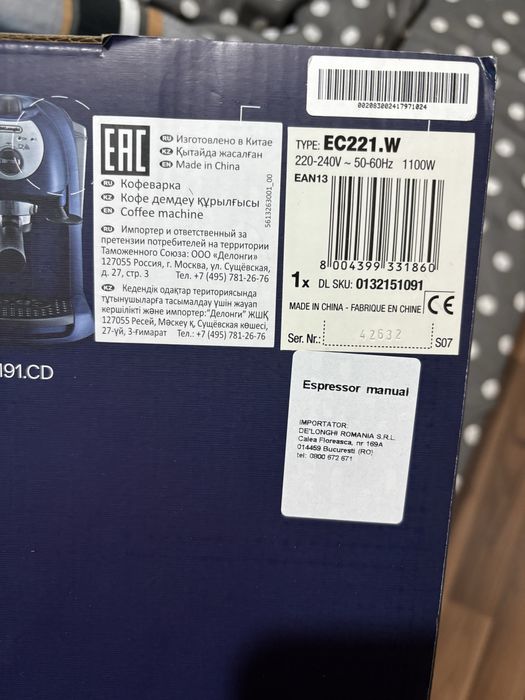 002083002417971024
EAC
RU Изготовлено в Китае
KZ Қытайда жасалған
EN Made in China
RU Кофеварка
KZ Кофе демдеу құрылғысы
EN Coffee machine
5613263001_00
RU Импортер и ответственный за
претензии потребителей на территории
Таможенного Союза: ООО «Делонги»
127055 Россия, г. Москва, ул. Сущёвская,
д. 27, стр. 3 Тел. +7 (495) 781-26-76
KZ Кедендік одақтар териториясында
тұтынушыларға тасымалдау үшін жауап
кершілікті және импортер:"Делонги" ЖШҚ
127055 Ресей, Мәскеу қ, Сущёвская көшесі,
27-үй, 3-ғимарат Тел.: +7 (495) 781-26-76
TYPE: EC221.W
220-240V ~ 50-60Hz 1100W
EAN13
8 004399 331860
1x DL SKU: 0132151091
MADE IN CHINA - FABRIQUE EN CHINE CE
Ser. Nr.: 42632 S07
191.CD
Espressor manual
IMPORTATOR:
DE'LONGHI ROMANIA S.R.L.
Calea Floreasca, nr 169A
014459 Bucuresti (RO)
tel: 0800 672 671